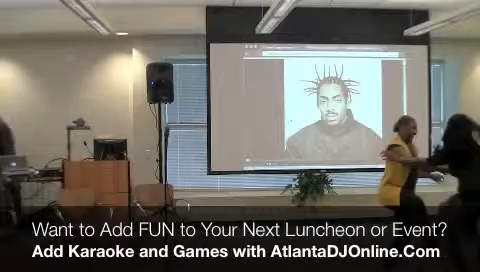 Want to Add FUN to Your Next Luncheon or Event?
Add Karaoke and Games with AtlantaDJOnline.Com